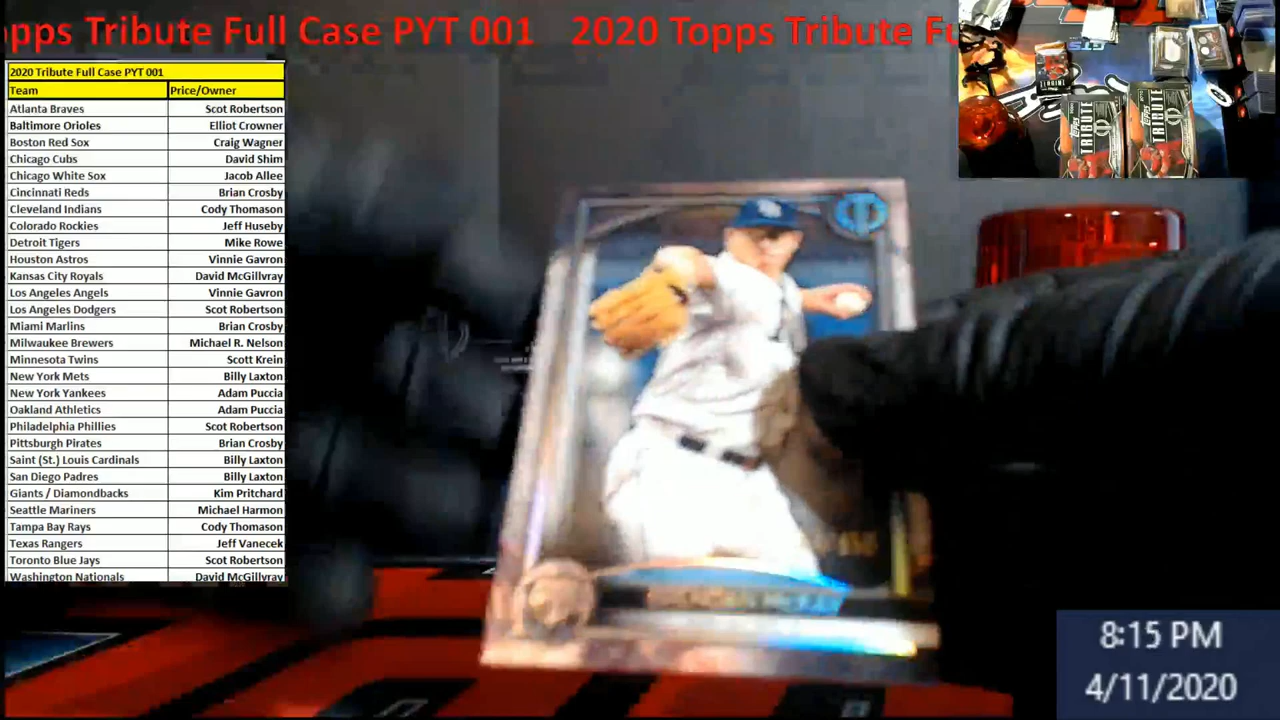 opps Tribute Full Case PYT 001 2020 Topps Tribute Fu
2020 Tribute Full Case PYT 001
Team Price/Owner
Atlanta Braves Scot Robertson
Baltimore Orioles Elliot Crowner
Boston Red Sox Craig Wagner
Chicago Cubs David Shim
Chicago White Sox Jacob Allee
Cincinnati Reds Brian Crosby
Cleveland Indians Cody Thomason
Colorado Rockies Jeff Huseby
Detroit Tigers Mike Rowe
Houston Astros Vinnie Gavron
Kansas City Royals David McGillvray
Los Angeles Angels Vinnie Gavron
Los Angeles Dodgers Scot Robertson
Miami Marlins Brian Crosby
Milwaukee Brewers Michael R. Nelson
Minnesota Twins Scott Krein
New York Mets Billy Laxton
New York Yankees Adam Puccia
Oakland Athletics Adam Puccia
Philadelphia Phillies Scot Robertson
Pittsburgh Pirates Brian Crosby
Saint (St.) Louis Cardinals Billy Laxton
San Diego Padres Billy Laxton
Giants / Diamondbacks Kim Pritchard
Seattle Mariners Michael Harmon
Tampa Bay Rays Cody Thomason
Texas Rangers Jeff Vanecek
Toronto Blue Jays Scot Robertson
Washington Nationals David McGillvray
TRIBUTE
TRIBUTE
8:15 PM
4/11/2020